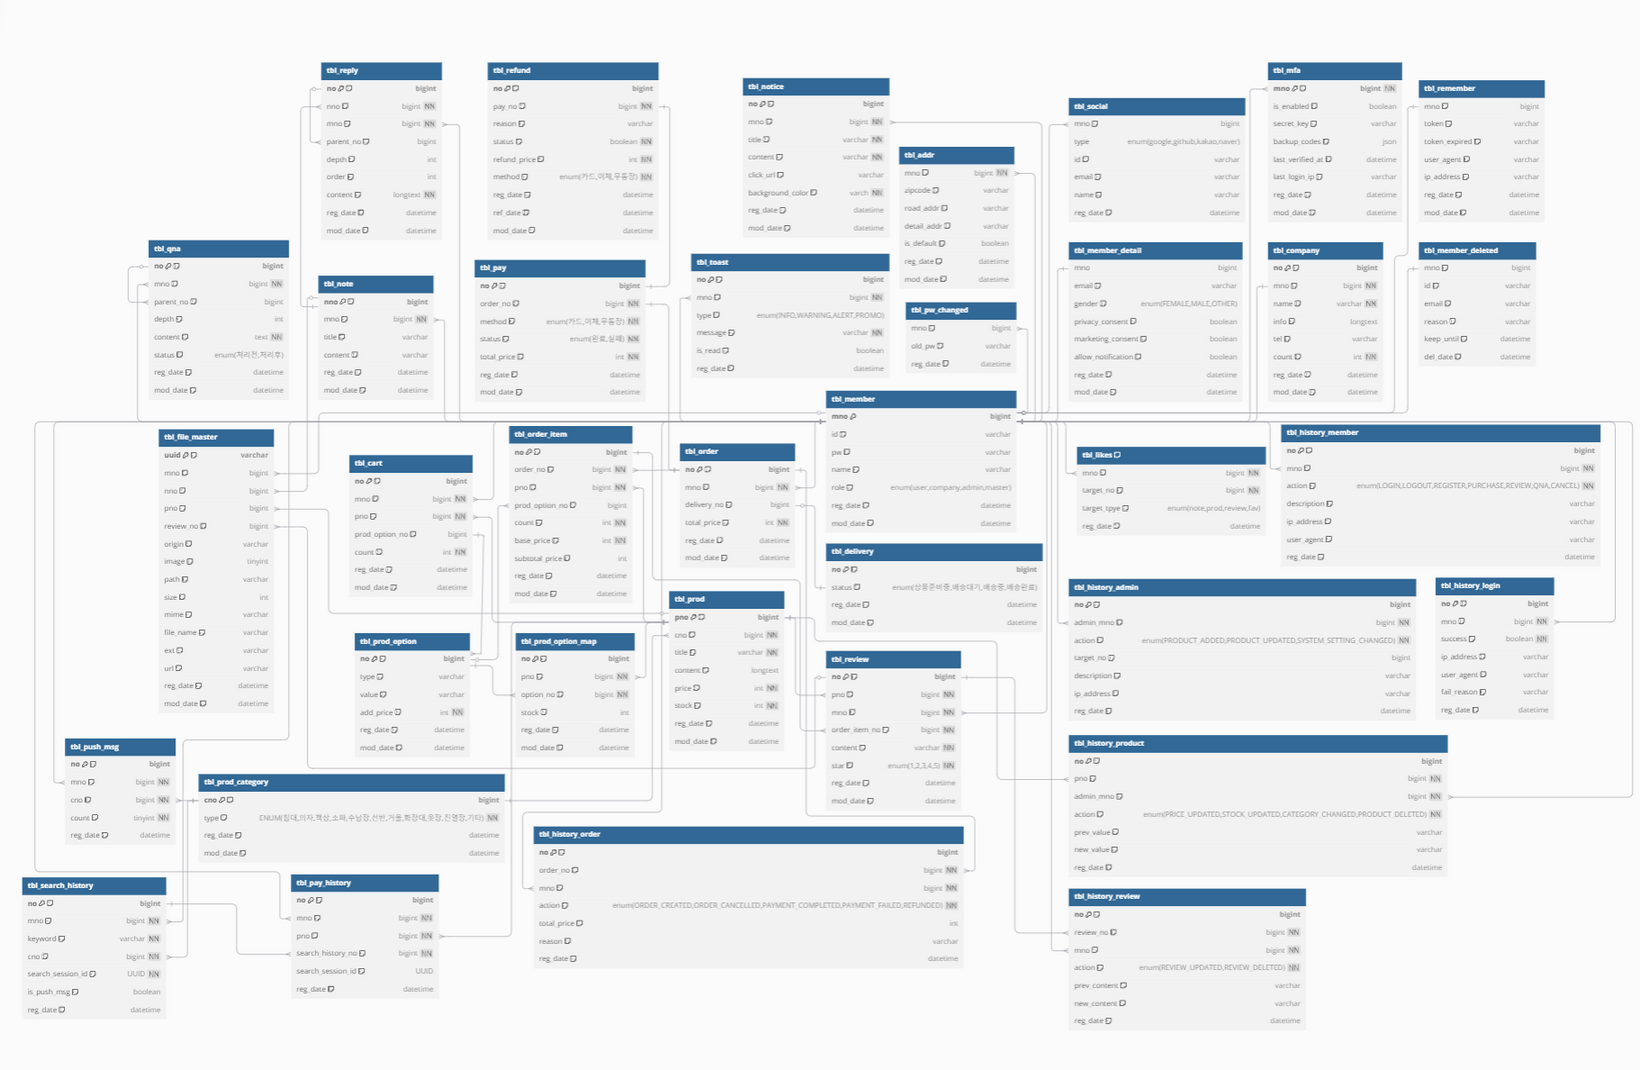 tbl_reply
no bigint
nno bigint NN
mno bigint NN
parent_no bigint
depth int
order int
content longtext NN
reg_date datetime
mod_date datetime
tbl_refund
no bigint
pay_no bigint NN
reason varchar
status boolean NN
refund_price int NN
method enum(카드,이체,무통장) NN
reg_date datetime
ref_date datetime
mod_date datetime
tbl_notice
no bigint
mno bigint NN
title varchar NN
content varchar NN
click_url varchar
background_color varch NN
reg_date datetime
mod_date datetime
tbl_addr
mno bigint NN
zipcode varchar
road_addr varchar
detail_addr varchar
is_default boolean
reg_date datetime
mod_date datetime
tbl_social
mno bigint
type enum(google,github,kakao,naver)
id varchar
email varchar
name varchar
reg_date datetime
tbl_mfa
mno bigint NN
is_enabled boolean
secret_key varchar
backup_codes json
last_verified_at datetime
last_login_ip varchar
reg_date datetime
mod_date datetime
tbl_remember
mno bigint
token varchar
token_expired varchar
user_agent varchar
ip_address varchar
reg_date datetime
mod_date datetime
tbl_qna
no bigint
mno bigint NN
parent_no bigint
depth int
content text NN
status enum(처리전,처리후)
reg_date datetime
mod_date datetime
tbl_note
nno bigint
mno bigint NN
title varchar
content varchar
reg_date datetime
mod_date datetime
tbl_pay
no bigint
order_no bigint NN
method enum(카드,이체,무통장) NN
status enum(완료,실패) NN
total_price int NN
reg_date datetime
mod_date datetime
tbl_toast
no bigint
mno bigint NN
type enum(INFO,WARNING,ALERT,PROMO)
message varchar NN
is_read boolean
reg_date datetime
tbl_pw_changed
mno bigint
old_pw varchar
reg_date datetime
tbl_member_detail
mno bigint
email varchar
gender enum(FEMALE,MALE,OTHER)
privacy_consent boolean
marketing_consent boolean
allow_notification boolean
reg_date datetime
mod_date datetime
tbl_company
no bigint
mno bigint NN
name varchar NN
info longtext
tel varchar
count int NN
reg_date datetime
mod_date datetime
tbl_member_deleted
mno bigint
id varchar
email varchar
reason varchar
keep_until datetime
del_date datetime
tbl_member
mno bigint
id varchar
pw varchar
name varchar
role enum(user,company,admin,master)
reg_date datetime
mod_date datetime
tbl_file_master
uuid varchar
mno bigint
nno bigint
pno bigint
review_no bigint
origin varchar
image tinyint
path varchar
size int
mime varchar
file_name varchar
ext varchar
url varchar
reg_date datetime
mod_date datetime
tbl_cart
no bigint
mno bigint NN
pno bigint NN
prod_option_no bigint
count int NN
reg_date datetime
mod_date datetime
tbl_order_item
no bigint
order_no bigint NN
pno bigint NN
prod_option_no bigint
count int NN
base_price int NN
subtotal_price int
reg_date datetime
mod_date datetime
tbl_order
no bigint
mno bigint NN
delivery_no bigint NN
total_price int NN
reg_date datetime
mod_date datetime
tbl_likes
mno bigint NN
target_no bigint NN
target_tpye enum(note,prod,review,fav)
reg_date datetime
tbl_history_member
no bigint
mno bigint NN
action enum(LOGIN,LOGOUT,REGISTER,PURCHASE,REVIEW,QNA,CANCEL) NN
description varchar
ip_address varchar
user_agent varchar
reg_date datetime
tbl_delivery
no bigint
status enum(상품준비중,배송대기,배송중,배송완료)
reg_date datetime
mod_date datetime
tbl_history_admin
no bigint
admin_mno bigint NN
action enum(PRODUCT_ADDED,PRODUCT_UPDATED,SYSTEM_SETTING_CHANGED) NN
target_no bigint
description varchar
ip_address varchar
reg_date datetime
tbl_history_login
no bigint
mno bigint NN
success boolean NN
ip_address varchar
user_agent varchar
fail_reason varchar
reg_date datetime
tbl_prod
pno bigint
cno bigint NN
title varchar NN
content longtext
price int NN
stock int NN
reg_date datetime
mod_date datetime
tbl_prod_option
no bigint
type varchar
value varchar
add_price int NN
reg_date datetime
mod_date datetime
tbl_prod_option_map
no bigint
pno bigint NN
option_no bigint NN
stock int
reg_date datetime
mod_date datetime
tbl_review
no bigint
pno bigint NN
mno bigint NN
order_item_no bigint NN
content varchar NN
star enum(1,2,3,4,5) NN
reg_date datetime
mod_date datetime
tbl_push_msg
no bigint
mno bigint NN
cno bigint NN
count tinyint NN
reg_date datetime
tbl_prod_category
cno bigint
type ENUM(침대,의자,책상,소파,수납장,선반,거울,화장대,옷장,진열장,기타) NN
reg_date datetime
mod_date datetime
tbl_history_product
no bigint
pno bigint NN
admin_mno bigint NN
action enum(PRICE_UPDATED,STOCK_UPDATED,CATEGORY_CHANGED,PRODUCT_DELETED) NN
prev_value varchar
new_value varchar
reg_date datetime
tbl_history_order
no bigint
order_no bigint NN
mno bigint NN
action enum(ORDER_CREATED,ORDER_CANCELLED,PAYMENT_COMPLETED,PAYMENT_FAILED,REFUNDED) NN
total_price int
reason varchar
reg_date datetime
tbl_search_history
no bigint
mno bigint NN
keyword varchar NN
cno bigint NN
search_session_id UUID NN
is_push_msg boolean
reg_date datetime
tbl_pay_history
no bigint
mno bigint NN
pno bigint NN
search_history_no bigint NN
search_session_id UUID
reg_date datetime
tbl_history_review
no bigint
review_no bigint NN
mno bigint NN
action enum(REVIEW_UPDATED,REVIEW_DELETED) NN
prev_content varchar
new_content varchar
reg_date datetime